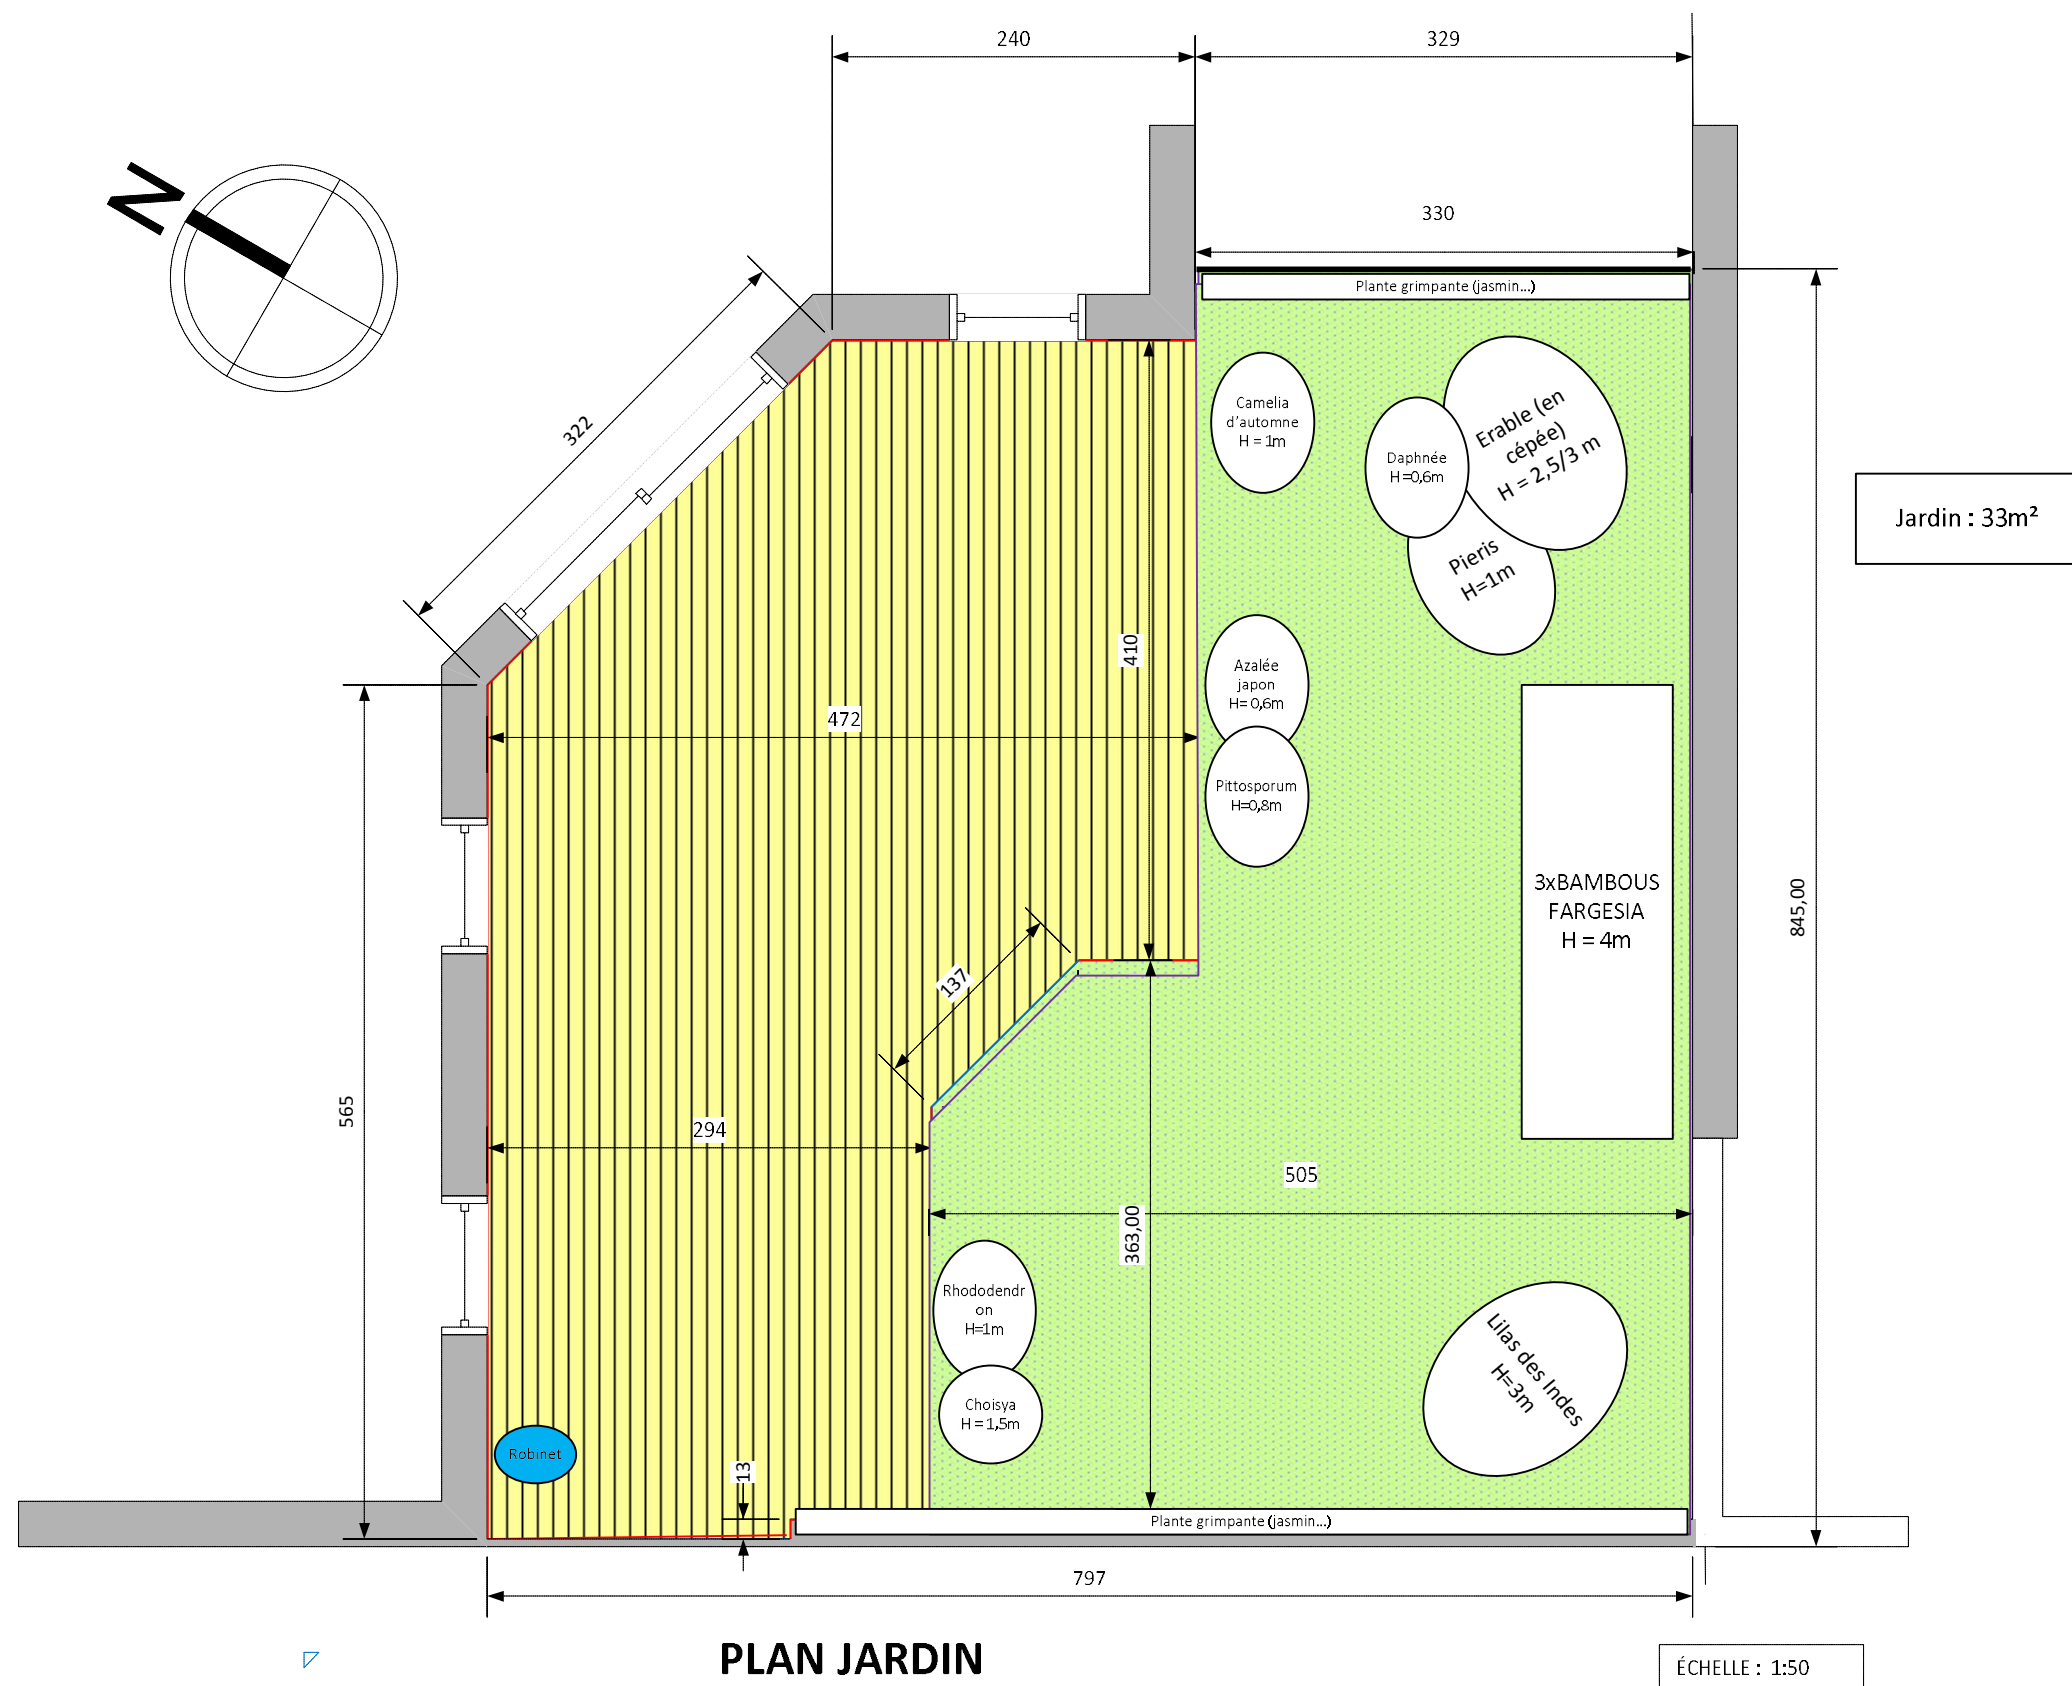 240
329
N
330
Plante grimpante (jasmin...)
322
Camelia
d'automne
H = 1m
Daphnée
H =0,6m
Erable (en
cépée)
H = 2,5/3 m
Pieris
H=1m
Jardin : 33m²
410
Azalée
japon
H= 0,6m
472
Pittosporum
H=0,8m
3xBAMBOUS
FARGESIA
H = 4m
845,00
137
565
294
505
363,00
Rhododendr
on
H=1m
Choisya
H = 1,5m
Lilas des Indes
H=3m
Robinet
13
Plante grimpante (jasmin...)
797
PLAN JARDIN
ÉCHELLE : 1:50